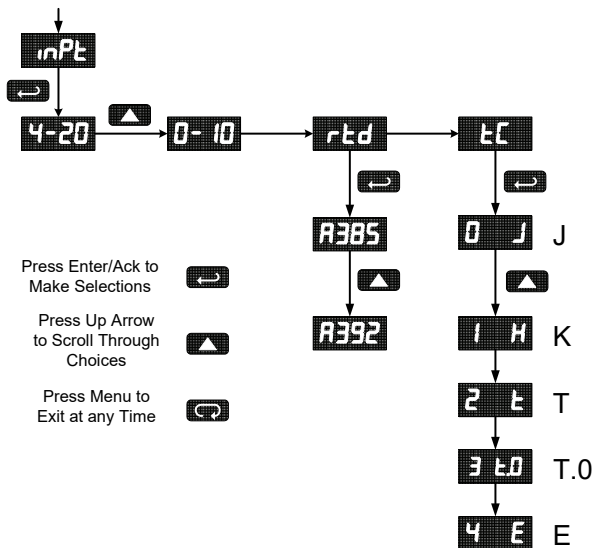 inPt
4-20
0-10
rtd
tC
A385
0 J
J
Press Enter/Ack to
Make Selections
Press Up Arrow
to Scroll Through
Choices
A392
1 H
K
Press Menu to
Exit at any Time
2 t
T
3 t.0
T.0
4 E
E